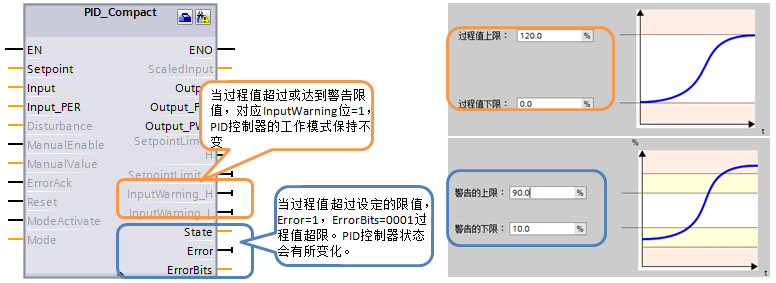 PID_Compact
EN
ENO
Setpoint
ScaledInput
Input
Input_PER
Disturbance
Output_PW
ManualEnable
ManualValue
SetpointLimit_
ErrorAck
InputWarning_H
Reset
ModeActivate
Mode
State
Error
ErrorBits
当过程值超过或达到警告限
值，对应InputWarning位=1，
PID控制器的工作模式保持不
变
当过程值超过设定的限值，
Error=1，ErrorBits=0001过
程值超限。PID控制器状态
会有所变化。
过程值上限： 120.0 %
过程值下限： 0.0 %
t
%
警告的上限： 90.0 %
警告的下限： 10.0 %
t